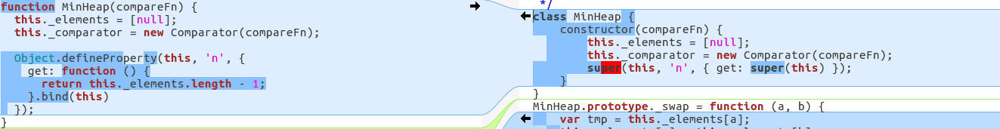 function MinHeap(compareFn) {
  this._elements = [null];
  this._comparator = new Comparator(compareFn);

  Object.defineProperty(this, 'n', {
    get: function () {
      return this._elements.length - 1;
    }.bind(this)
  });
}
*/
class MinHeap {
    constructor(compareFn) {
        this._elements = [null];
        this._comparator = new Comparator(compareFn);
        super(this, 'n', { get: super(this) });
    }
}
MinHeap.prototype._swap = function (a, b) {
    var tmp = this._elements[a];